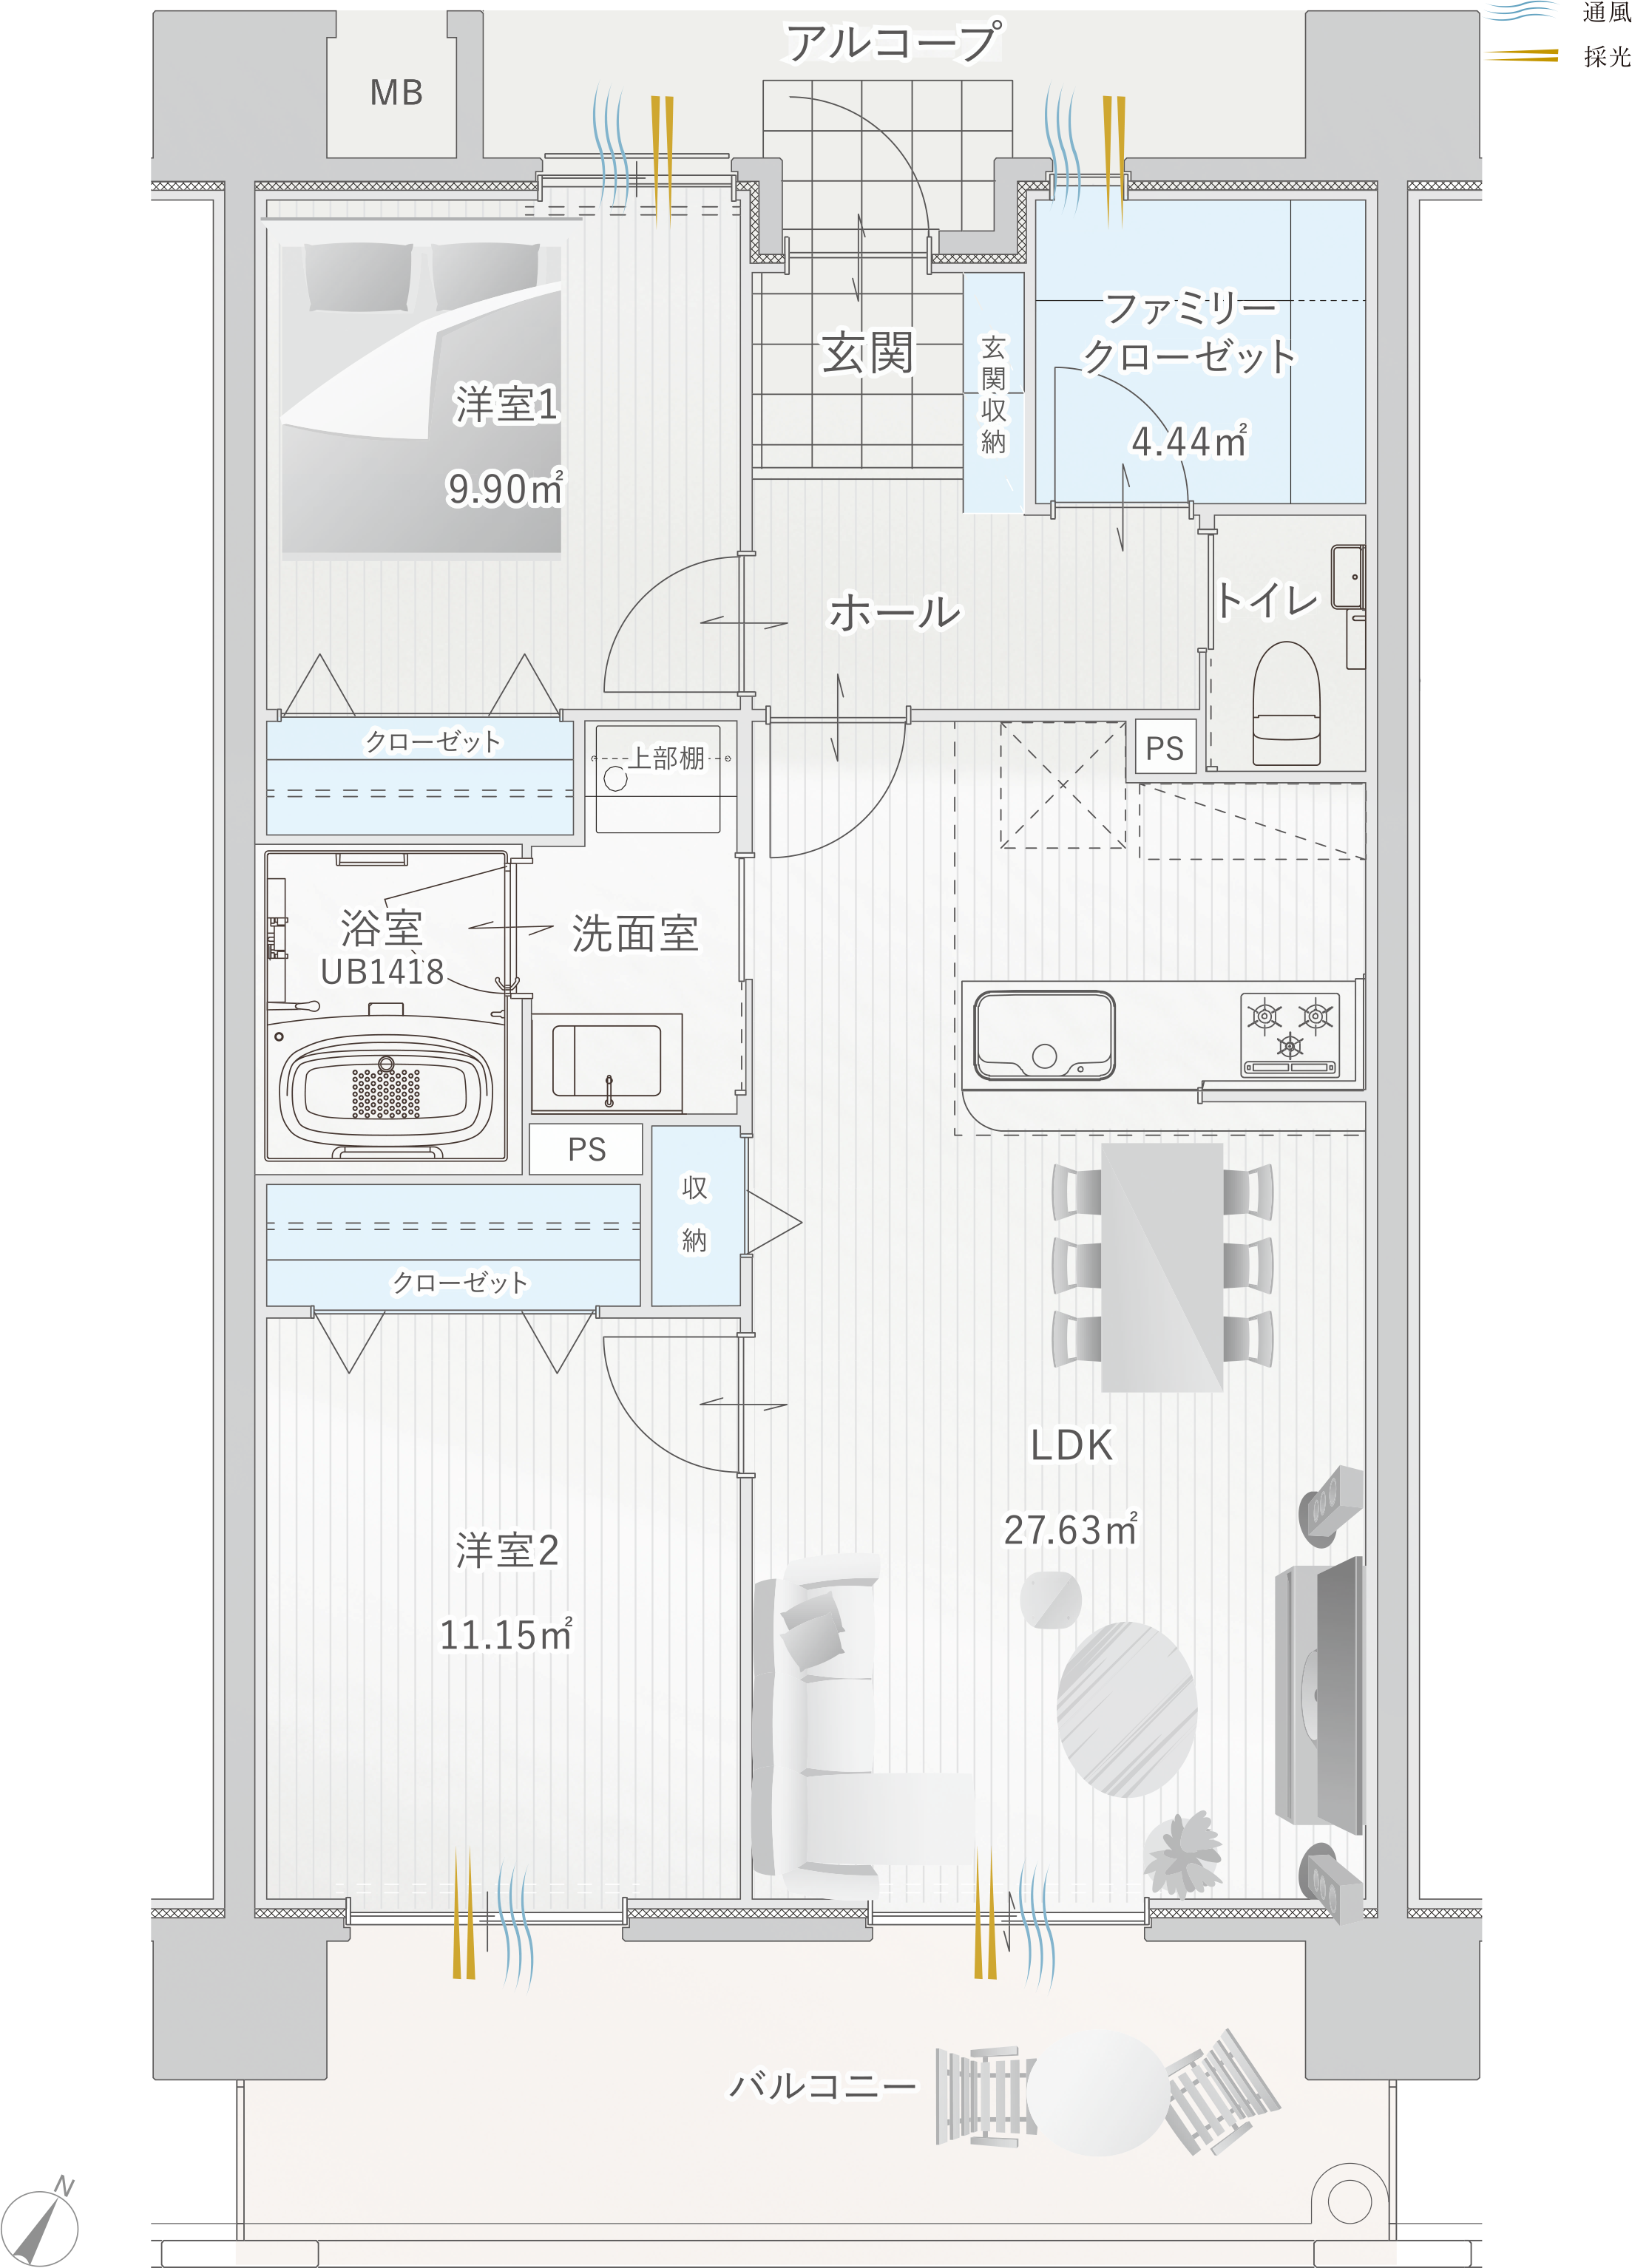 通風
採光
アルコープ
MB
玄関
玄関収納
ファミリー
クローゼット
4.44㎡
洋室1
9.90㎡
ホール
トイレ
クローゼット
上部棚
PS
浴室
UB1418
洗面室
PS
収納
クローゼット
LDK
27.63㎡
洋室2
11.15㎡
バルコニー
N